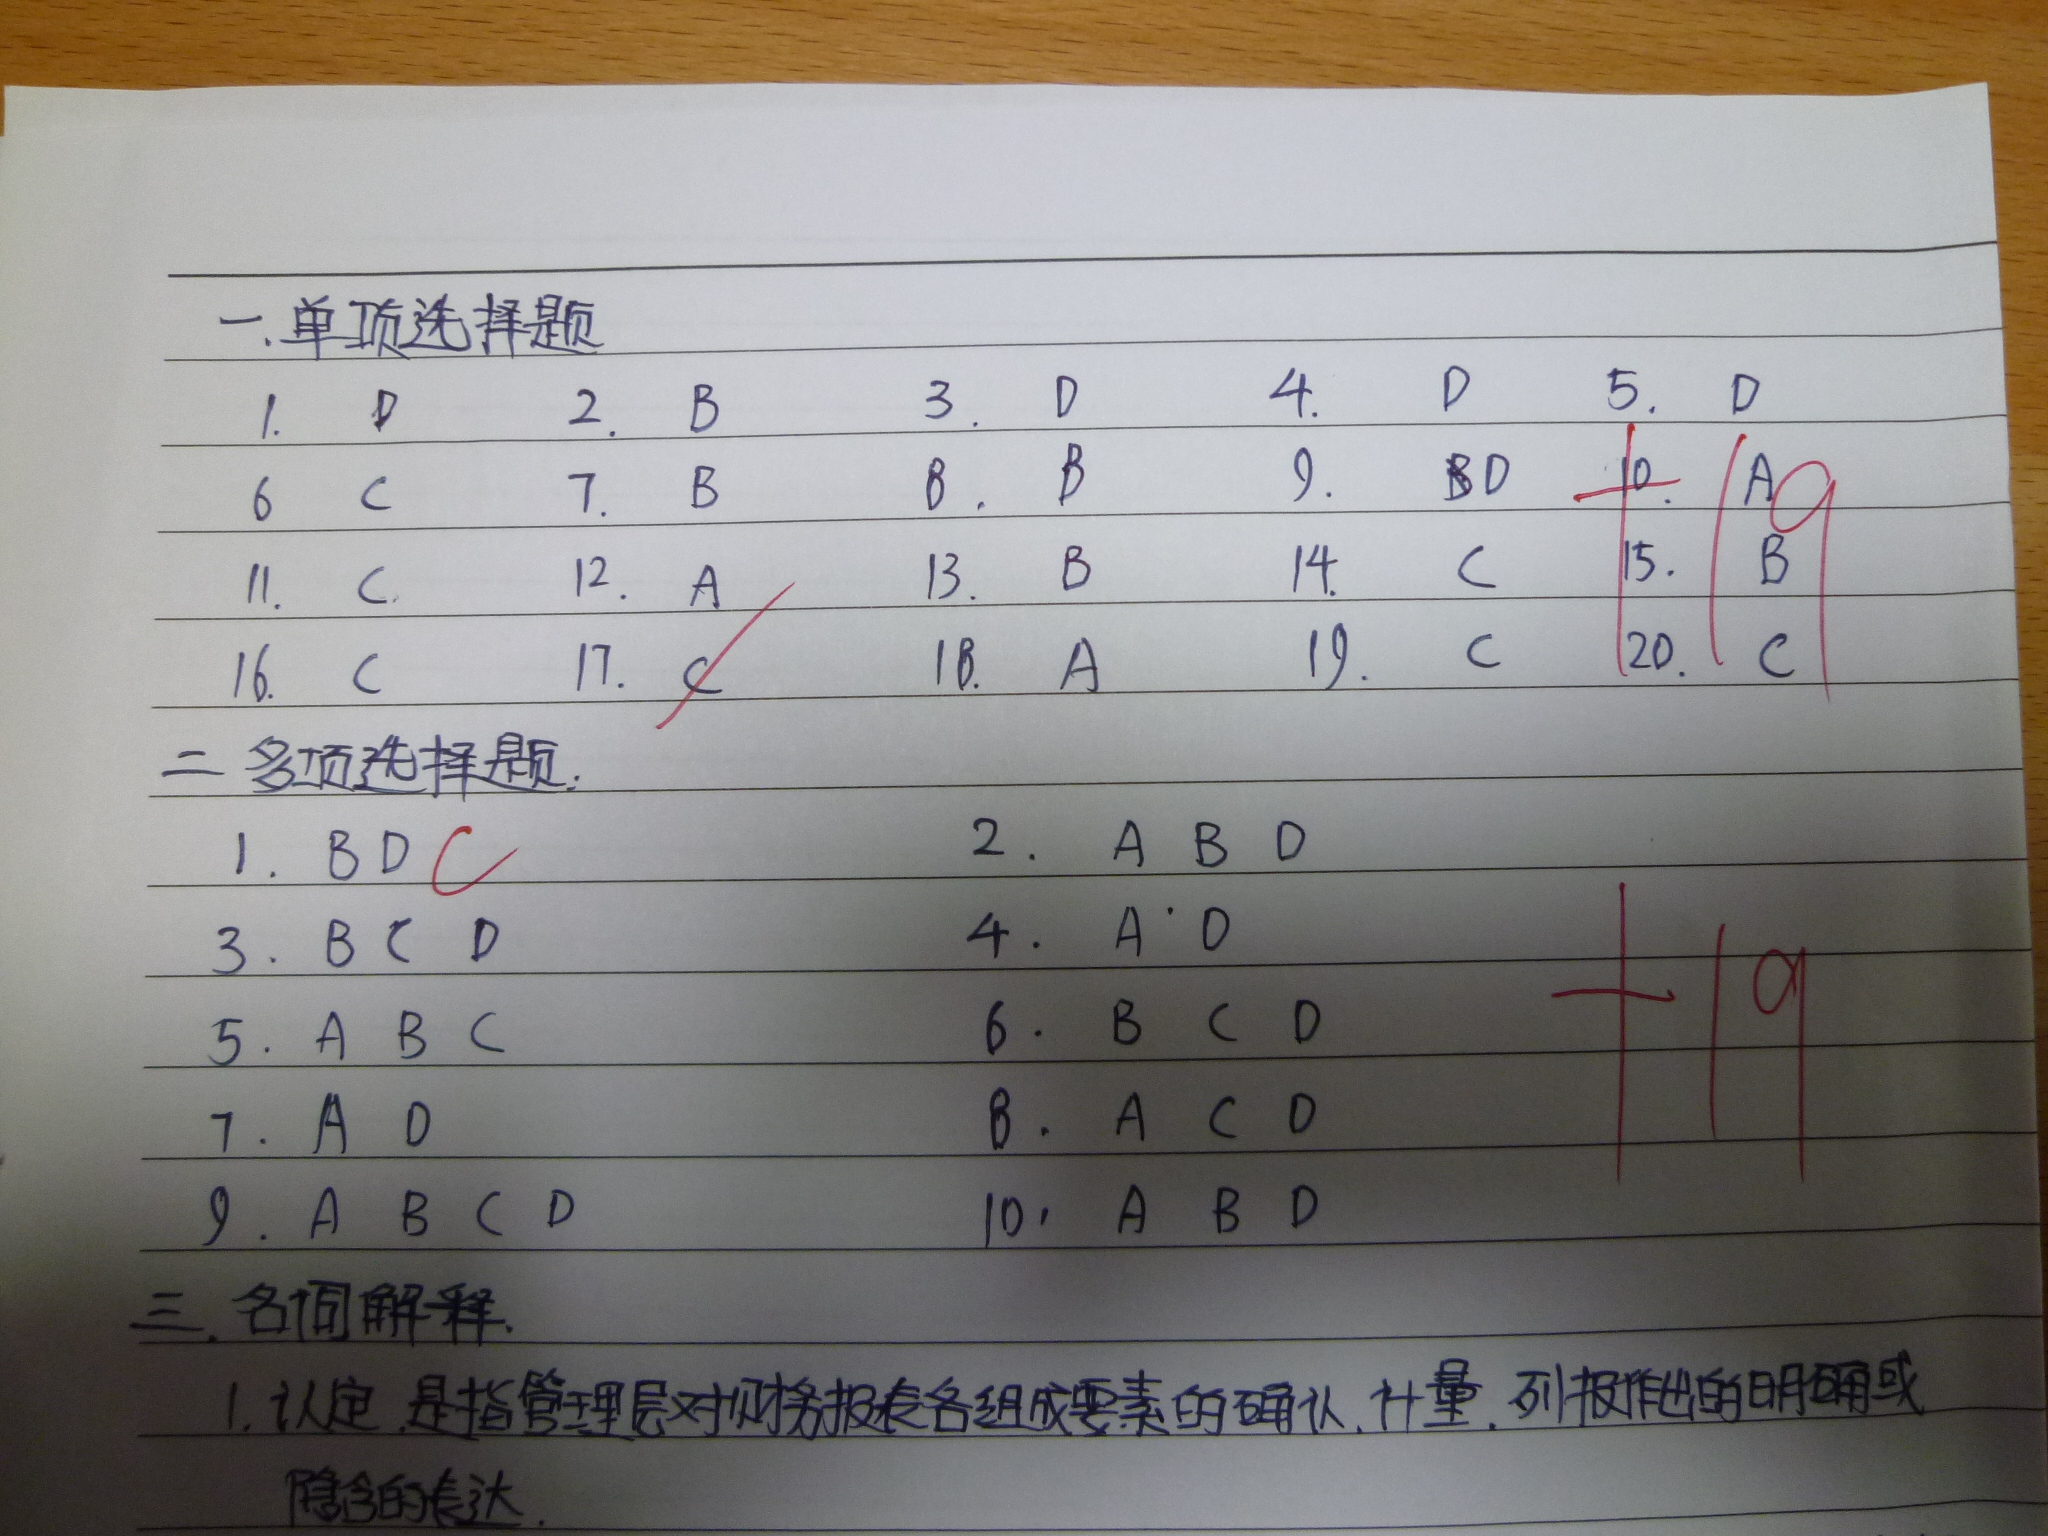 一.单项选择题
1. D 2. B 3. D 4. D 5. D
6 C 7. B 8. B 9. D 10. A
11. C 12. A 13. B 14. C 15. B
16. C 17. C 18. A 19. C 20. C
+19
二 多项选择题.
1. B D C 2. A B D
3. B C D 4. A D
5. A B C 6. B C D
7. A D 8. A C D
9. A B C D 10. A B D
+19
三.名词解释.
1.认定.是指管理层对财务报表各组成要素的确认.计量.列报作出的明确或
隐含的表达.